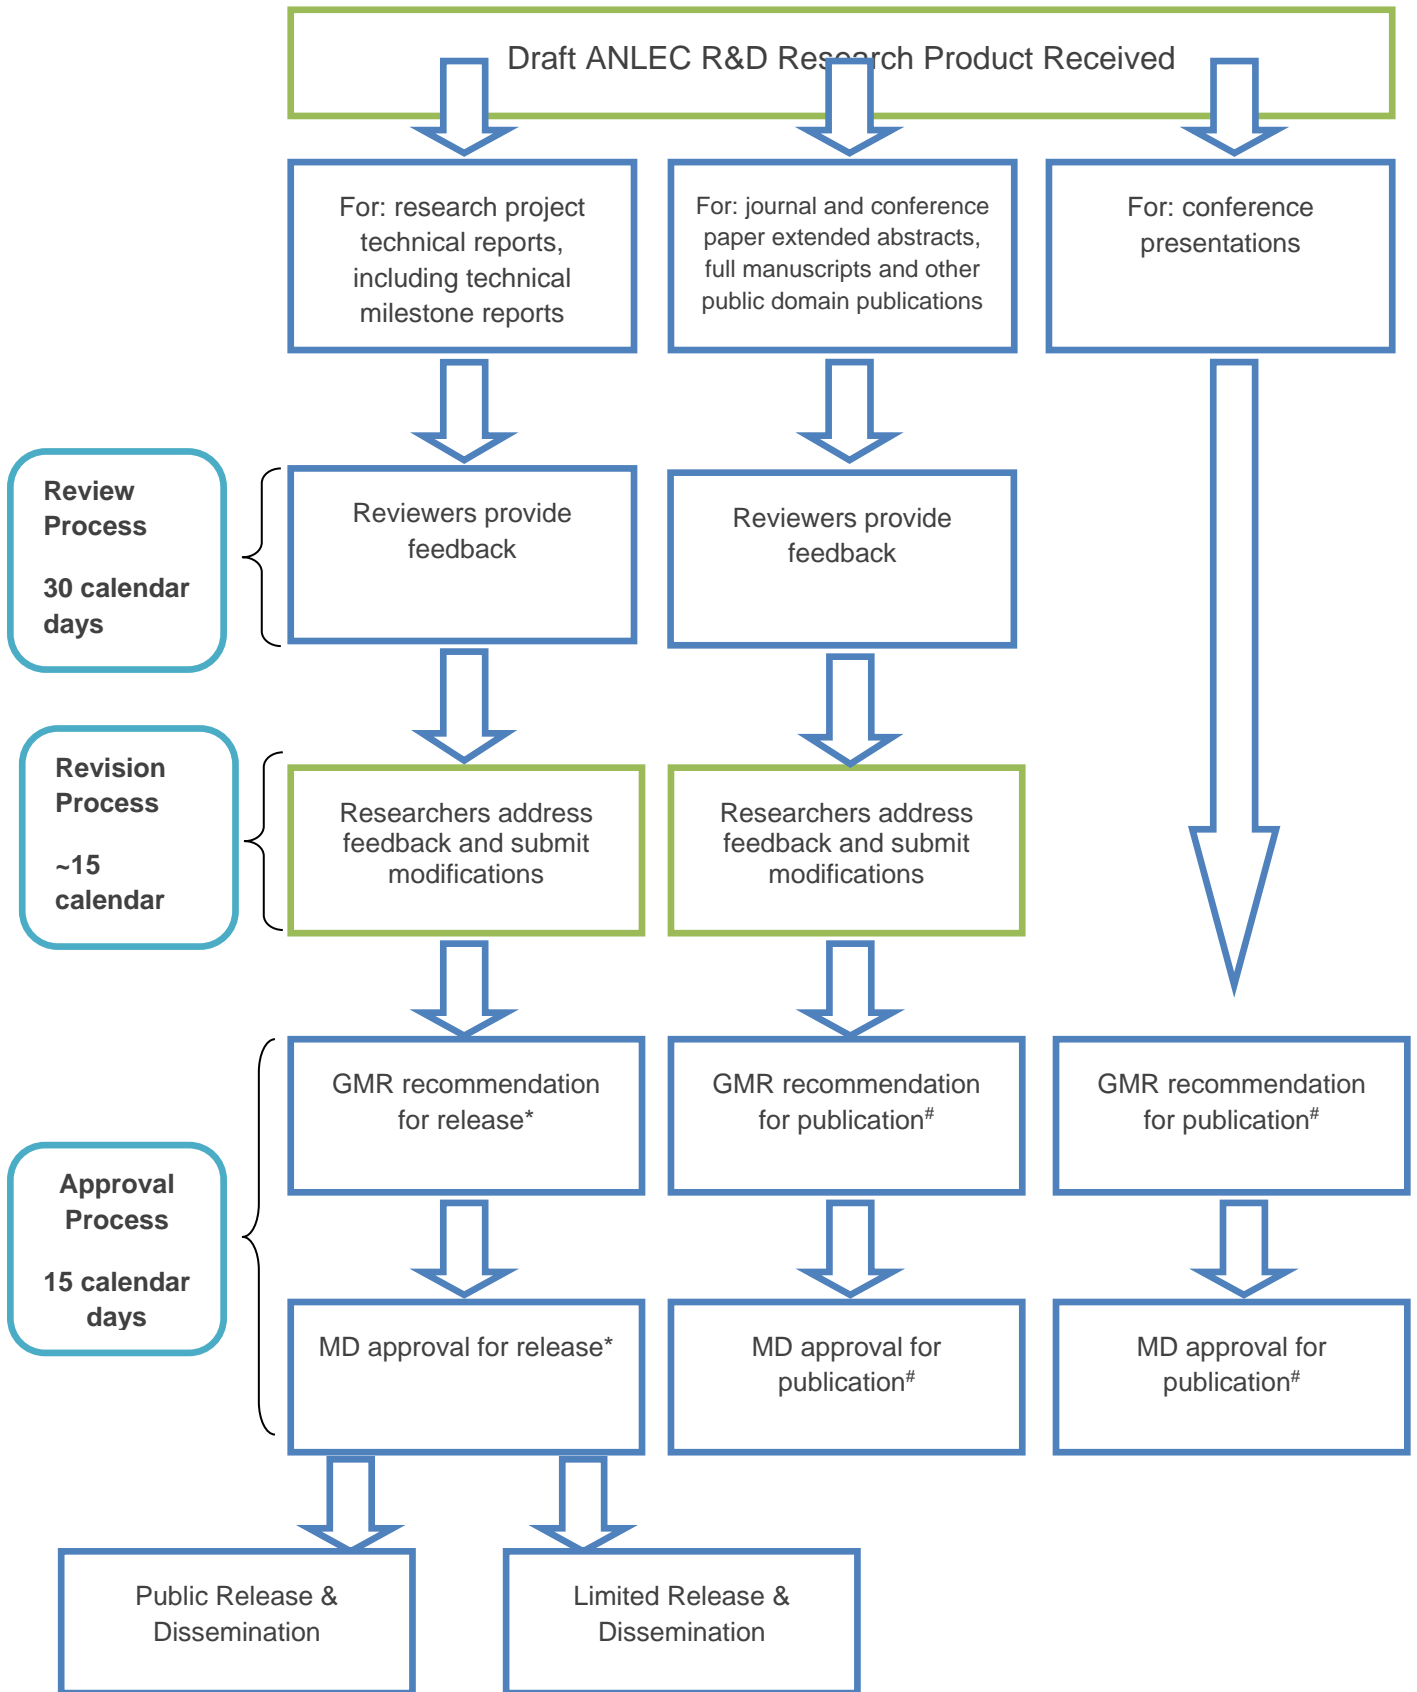 Draft ANLEC R&D Research Product Received
For: research project
technical reports,
including technical
milestone reports
For: journal and conference
paper extended abstracts,
full manuscripts and other
public domain publications
For: conference
presentations
Review
Process
30 calendar
days
Reviewers provide
feedback
Reviewers provide
feedback
Revision
Process
~15
calendar
Researchers address
feedback and submit
modifications
Researchers address
feedback and submit
modifications
Approval
Process
15 calendar
days
GMR recommendation
for release*
GMR recommendation
for publication#
GMR recommendation
for publication#
MD approval for release*
MD approval for
publication#
MD approval for
publication#
Public Release &
Dissemination
Limited Release &
Dissemination